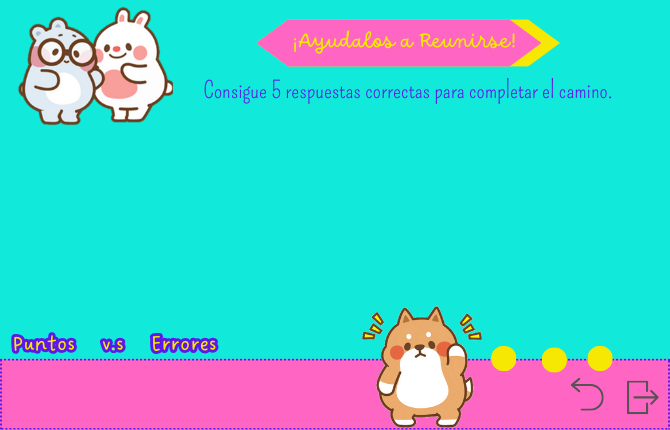 ¡Ayudalos a Reunirse!
Consigue 5 respuestas correctas para completar el camino.
Puntos v.s Errores